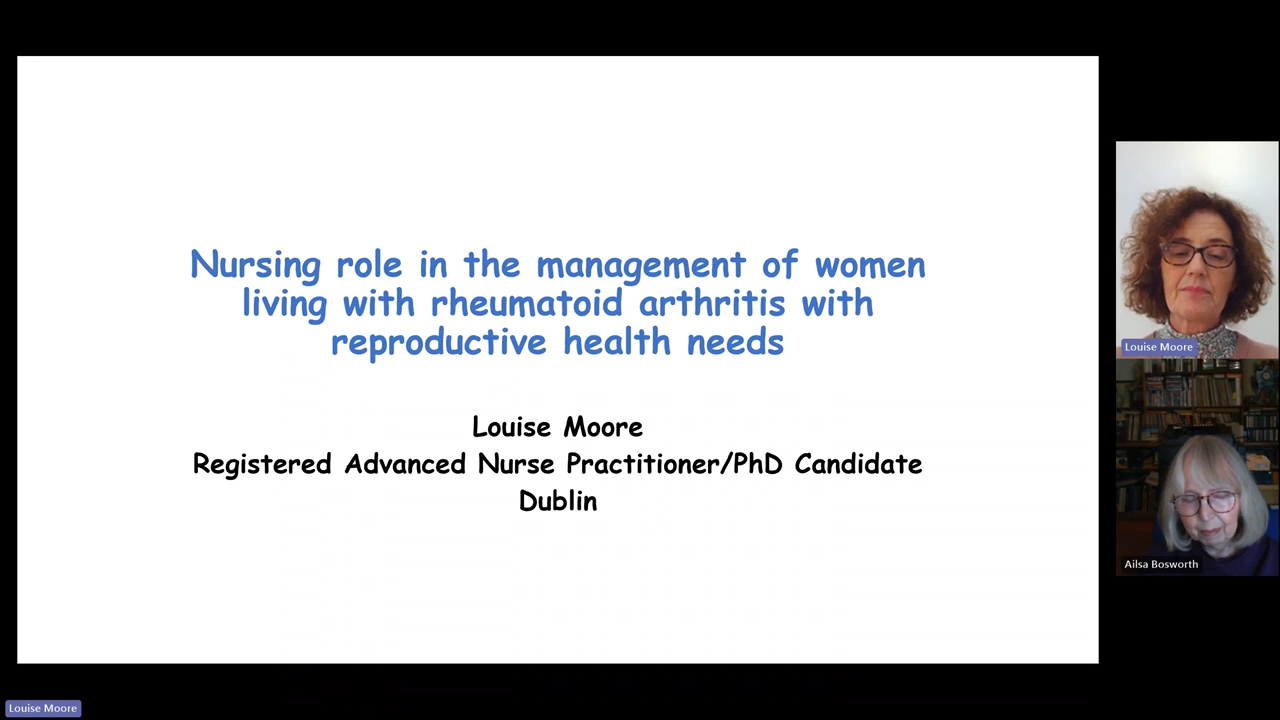 Nursing role in the management of women
living with rheumatoid arthritis with
reproductive health needs
Louise Moore
Registered Advanced Nurse Practitioner/PhD Candidate
Dublin
Louise Moore
Ailsa Bosworth
Louise Moore